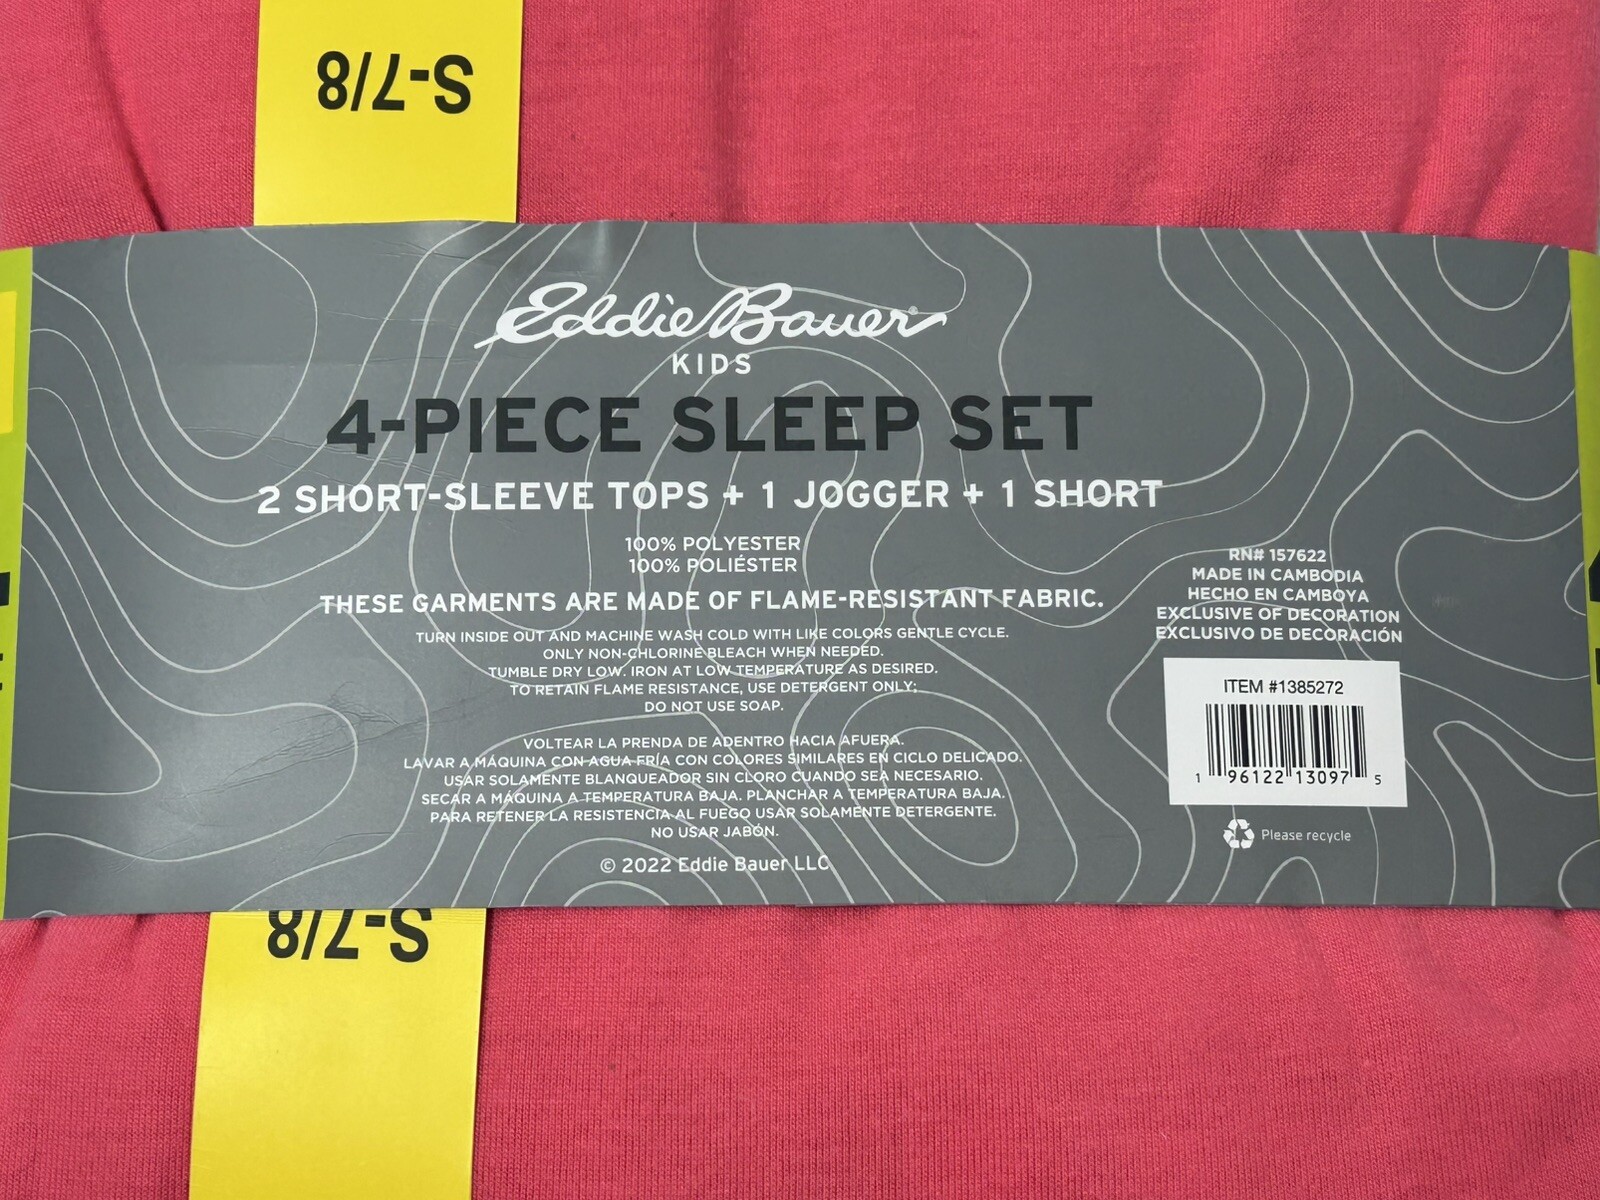 S-7/8
Eddie Bauer®
KIDS
4-PIECE SLEEP SET
2 SHORT-SLEEVE TOPS + 1 JOGGER + 1 SHORT
100% POLYESTER
100% POLIÉSTER
THESE GARMENTS ARE MADE OF FLAME-RESISTANT FABRIC.
TURN INSIDE OUT AND MACHINE WASH COLD WITH LIKE COLORS GENTLE CYCLE.
ONLY NON-CHLORINE BLEACH WHEN NEEDED.
TUMBLE DRY LOW. IRON AT LOW TEMPERATURE AS DESIRED.
TO RETAIN FLAME RESISTANCE, USE DETERGENT ONLY;
DO NOT USE SOAP.
VOLTEAR LA PRENDA DE ADENTRO HACIA AFUERA.
LAVAR A MÁQUINA CON AGUA FRÍA CON COLORES SIMILARES EN CICLO DELICADO.
USAR SOLAMENTE BLANQUEADOR SIN CLORO CUANDO SEA NECESARIO.
SECAR A MÁQUINA A TEMPERATURA BAJA. PLANCHAR A TEMPERATURA BAJA.
PARA RETENER LA RESISTENCIA AL FUEGO USAR SOLAMENTE DETERGENTE.
NO USAR JABÓN.
© 2022 Eddie Bauer LLC
RN# 157622
MADE IN CAMBODIA
HECHO EN CAMBOYA
EXCLUSIVE OF DECORATION
EXCLUSIVO DE DECORACIÓN
ITEM #1385272
1 96122 13097 5
Please recycle
S-7/8